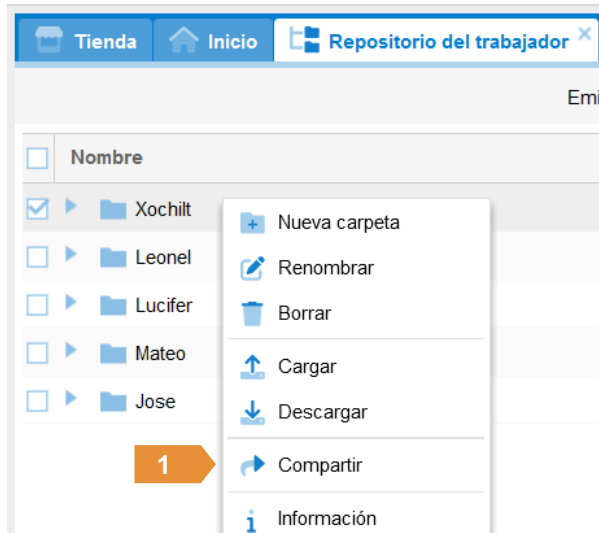 Tienda
Inicio
Repositorio del trabajador
Emi
Nombre
Xochilt
Leonel
Lucifer
Mateo
Jose
Nueva carpeta
Renombrar
Borrar
Cargar
Descargar
1
Compartir
Información